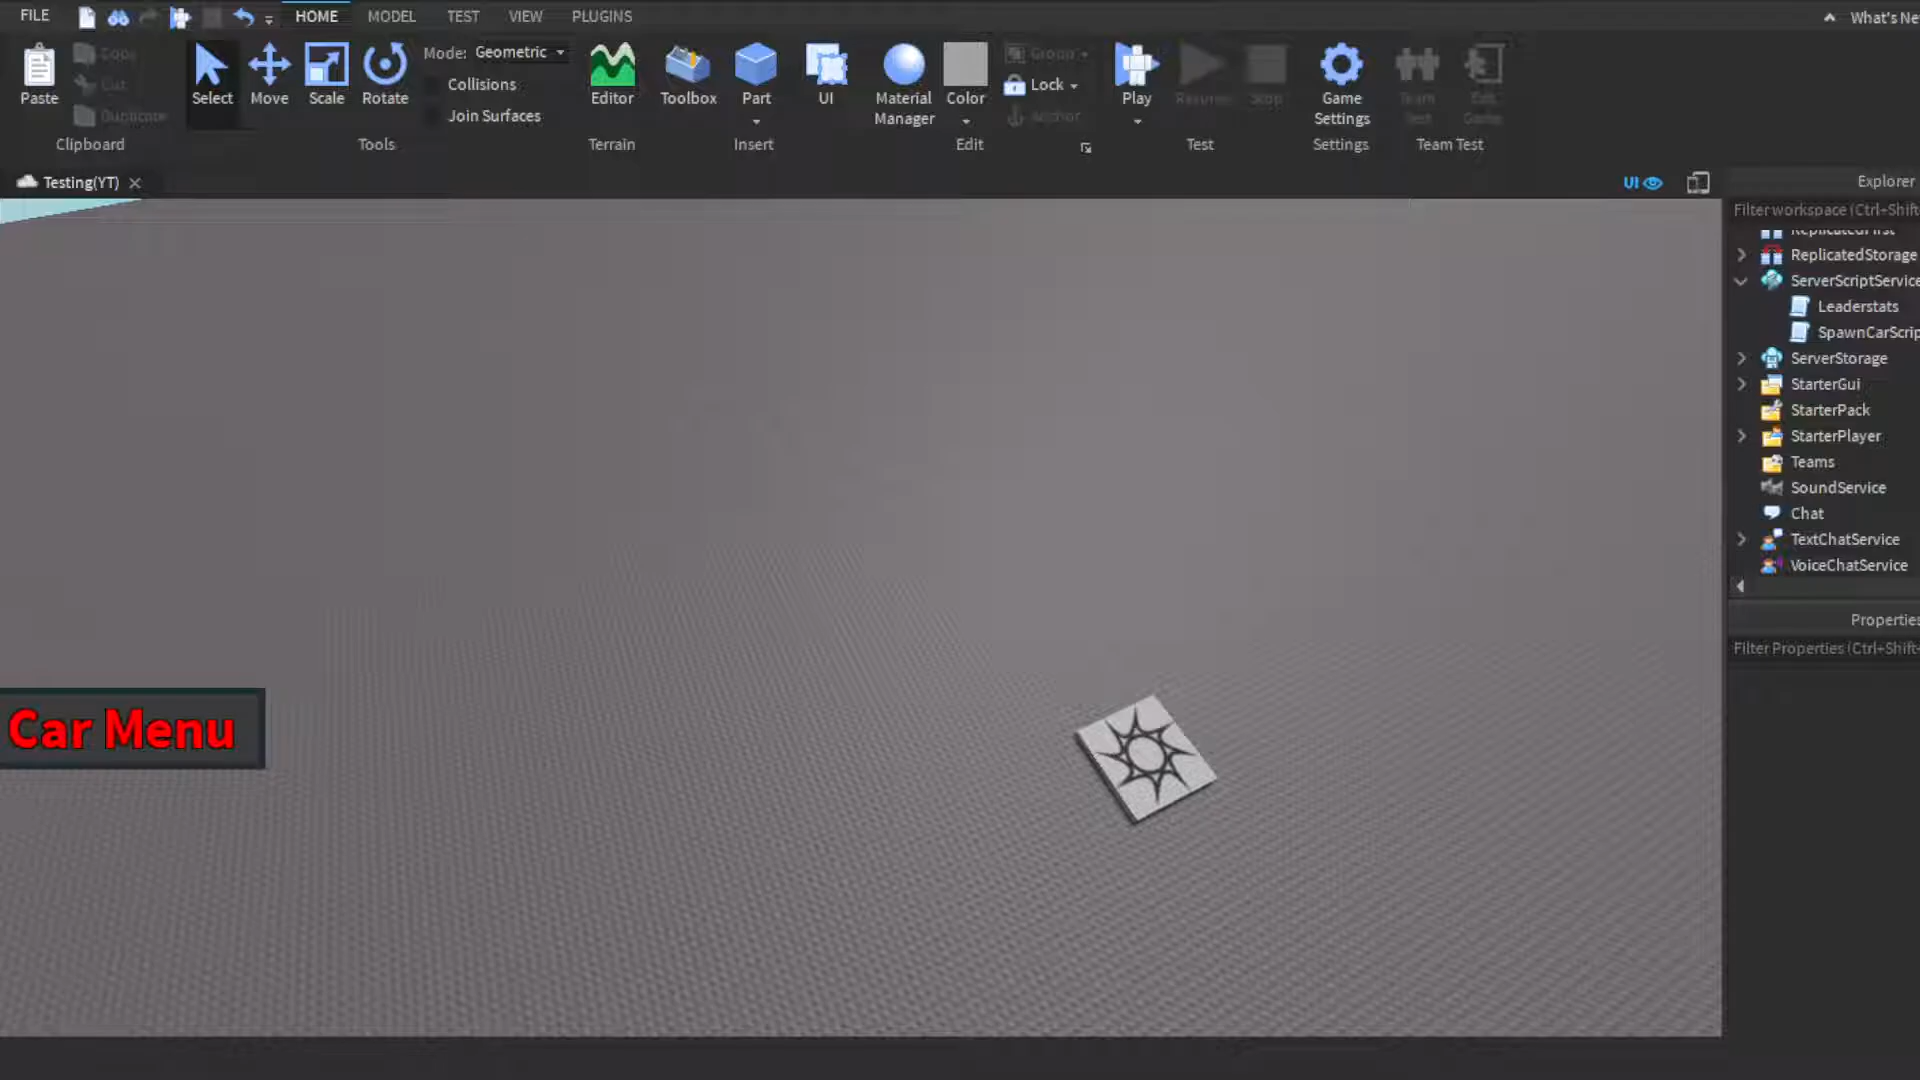 FILE
HOME
MODEL
TEST
VIEW
PLUGINS
What's Ne
Paste
Copy
Cut
Duplicate
Clipboard
Select
Move
Scale
Rotate
Mode: Geometric
Collisions
Join Surfaces
Tools
Editor
Terrain
Toolbox
Part
Insert
UI
Material
Manager
Color
Group
Lock
Anchor
Edit
Play
Resume
Stop
Test
Game
Settings
Settings
Team
Test
Exit
Game
Team Test
Testing(YT)
UI
Explorer
Filter workspace (Ctrl+Shift
ReplicatedFirst
ReplicatedStorage
ServerScriptService
Leaderstats
SpawnCarScrip
ServerStorage
StarterGui
StarterPack
StarterPlayer
Teams
SoundService
Chat
TextChatService
VoiceChatService
Properties
Filter Properties (Ctrl+Shift+
Car Menu